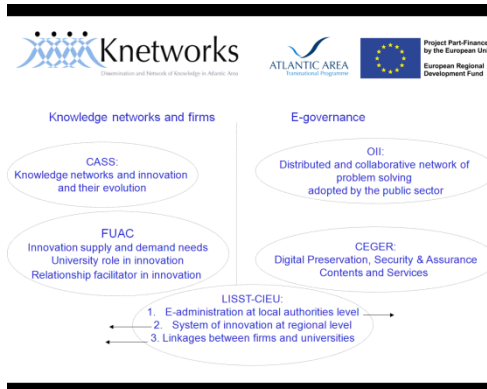 Knetworks
Dissemination and Network of Knowledge in Atlantic Area
ATLANTIC AREA
Transnational Programme
Project Part-Finance
by the European Uni
European Regional
Development Fund
Knowledge networks and firms
E-governance
CASS:
Knowledge networks and innovation
and their evolution
OII:
Distributed and collaborative network of
problem solving
adopted by the public sector
FUAC
Innovation supply and demand needs
University role in innovation
Relationship facilitator in innovation
CEGER:
Digital Preservation, Security & Assurance
Contents and Services
LISST-CIEU:
1. E-administration at local authorities level
2. System of innovation at regional level
3. Linkages between firms and universities